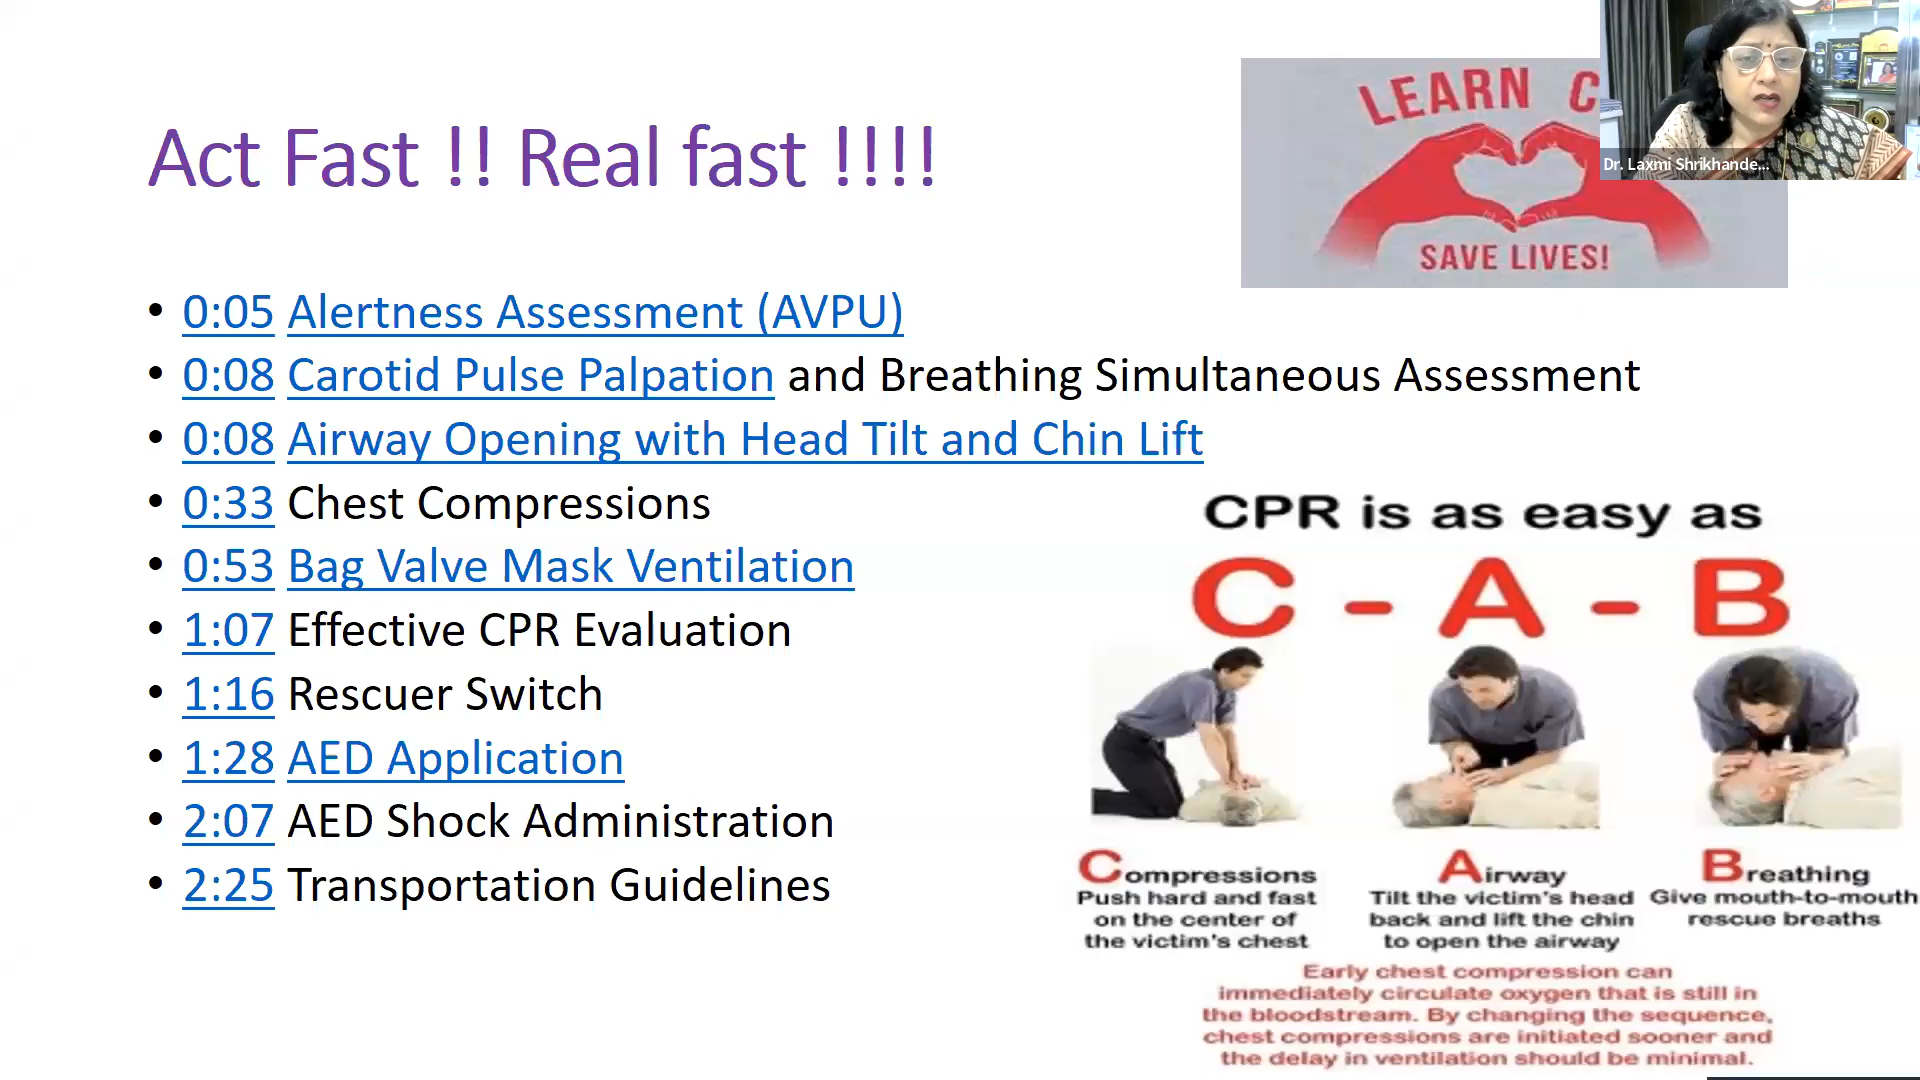 Act Fast !! Real fast !!!!
LEARN C
SAVE LIVES!
Dr. Laxmi Shrikhande...
• 0:05 Alertness Assessment (AVPU)
• 0:08 Carotid Pulse Palpation and Breathing Simultaneous Assessment
• 0:08 Airway Opening with Head Tilt and Chin Lift
• 0:33 Chest Compressions
• 0:53 Bag Valve Mask Ventilation
• 1:07 Effective CPR Evaluation
• 1:16 Rescuer Switch
• 1:28 AED Application
• 2:07 AED Shock Administration
• 2:25 Transportation Guidelines
CPR is as easy as
C - A - B
Compressions
Push hard and fast
on the center of
the victim's chest
Airway
Tilt the victim's head
back and lift the chin
to open the airway
Breathing
Give mouth-to-mouth
rescue breaths
Early chest compression can
immediately circulate oxygen that is still in
the bloodstream. By changing the sequence,
chest compressions are initiated sooner and
the delay in ventilation should be minimal.